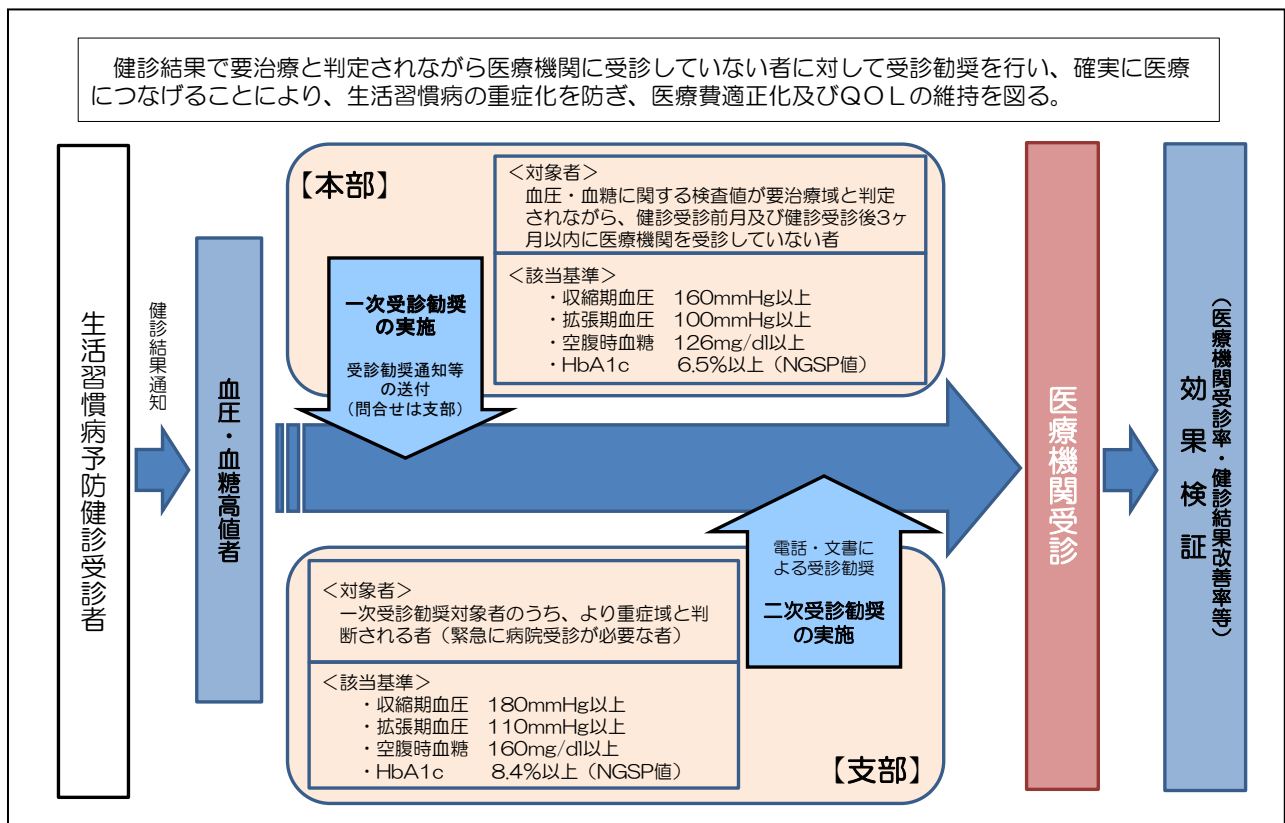 健診結果で要治療と判定されながら医療機関に受診していない者に対して受診勧奨を行い、確実に医療
につなげることにより、生活習慣病の重症化を防ぎ、医療費適正化及びＱＯＬの維持を図る。
生活習慣病予防健診受診者
健診結果通知
血圧・血糖高値者
【本部】
＜対象者＞
血圧・血糖に関する検査値が要治療域と判定
されながら、健診受診前月及び健診受診後3ヶ
月以内に医療機関を受診していない者
＜該当基準＞
・収縮期血圧　160mmHg以上
・拡張期血圧　100mmHg以上
・空腹時血糖　126mg/dl以上
・HbA1c　6.5％以上（NGSP値）
一次受診勧奨
の実施
受診勧奨通知等
の送付
（問合せは支部）
電話・文書に
よる受診勧奨
二次受診勧奨
の実施
＜対象者＞
一次受診勧奨対象者のうち、より重症域と判
断される者（緊急に病院受診が必要な者）
＜該当基準＞
・収縮期血圧　180mmHg以上
・拡張期血圧　110mmHg以上
・空腹時血糖　160mg/dl以上
・HbA1c　8.4％以上（NGSP値）
【支部】
医療機関受診
効果検証
（医療機関受診率・健診結果改善率等）